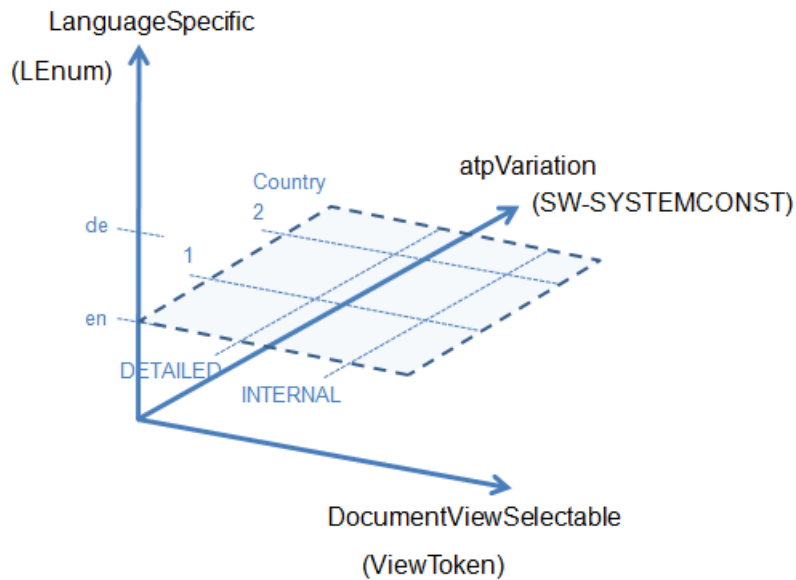 LanguageSpecific
(LEnum)
atpVariation
(SW-SYSTEMCONST)
Country
2
de
1
en
DETAILED
INTERNAL
DocumentViewSelectable
(ViewToken)